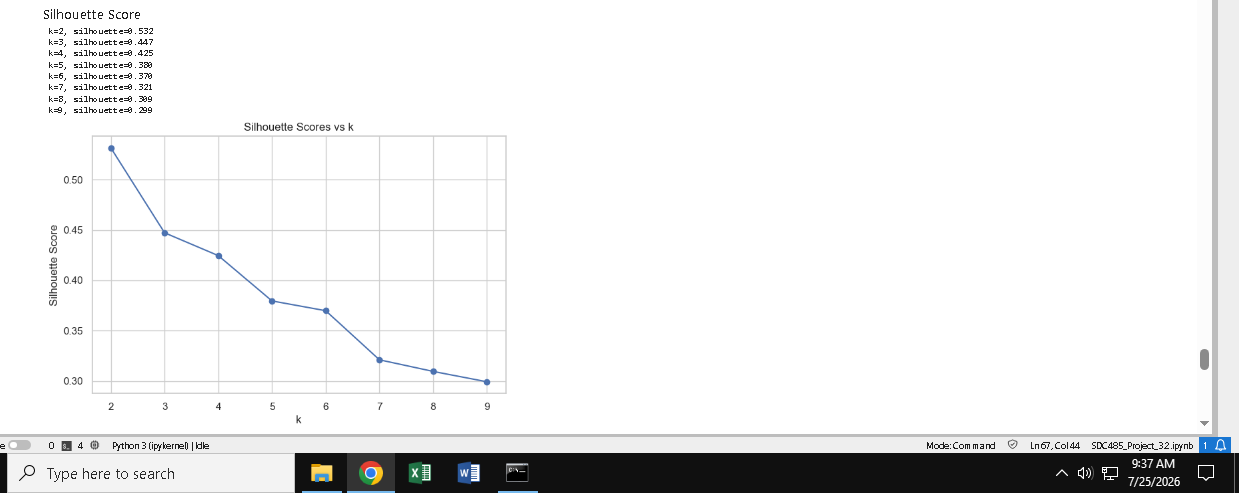 Silhouette Score
k=2, silhouette=0.532
k=3, silhouette=0.447
k=4, silhouette=0.425
k=5, silhouette=0.380
k=6, silhouette=0.370
k=7, silhouette=0.321
k=8, silhouette=0.309
k=9, silhouette=0.299
Silhouette Scores vs k
0.50
0.45
0.40
0.35
0.30
Silhouette Score
2 3 4 5 6 7 8 9
k
e 0 4 Python 3 (ipykernel) | Idle Mode: Command Ln 67, Col 44 SDC485_Project_3.2.ipynb 1
Type here to search
9:37 AM
7/25/2026